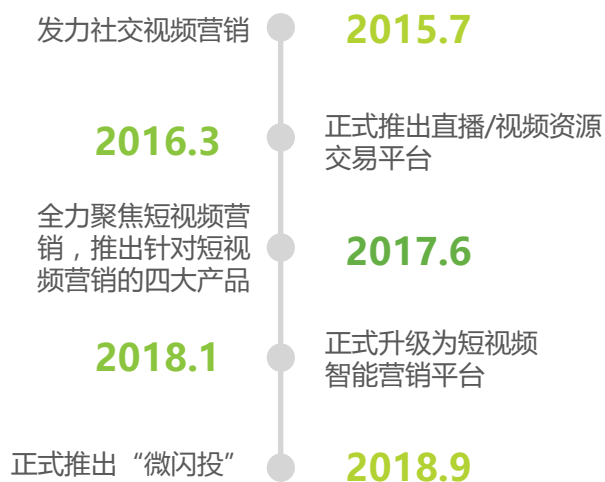 发力社交视频营销
2015.7
2016.3
正式推出直播/视频资源
交易平台
全力聚焦短视频营
销，推出针对短视
频营销的四大产品
2017.6
2018.1
正式升级为短视频
智能营销平台
正式推出“微闪投”
2018.9